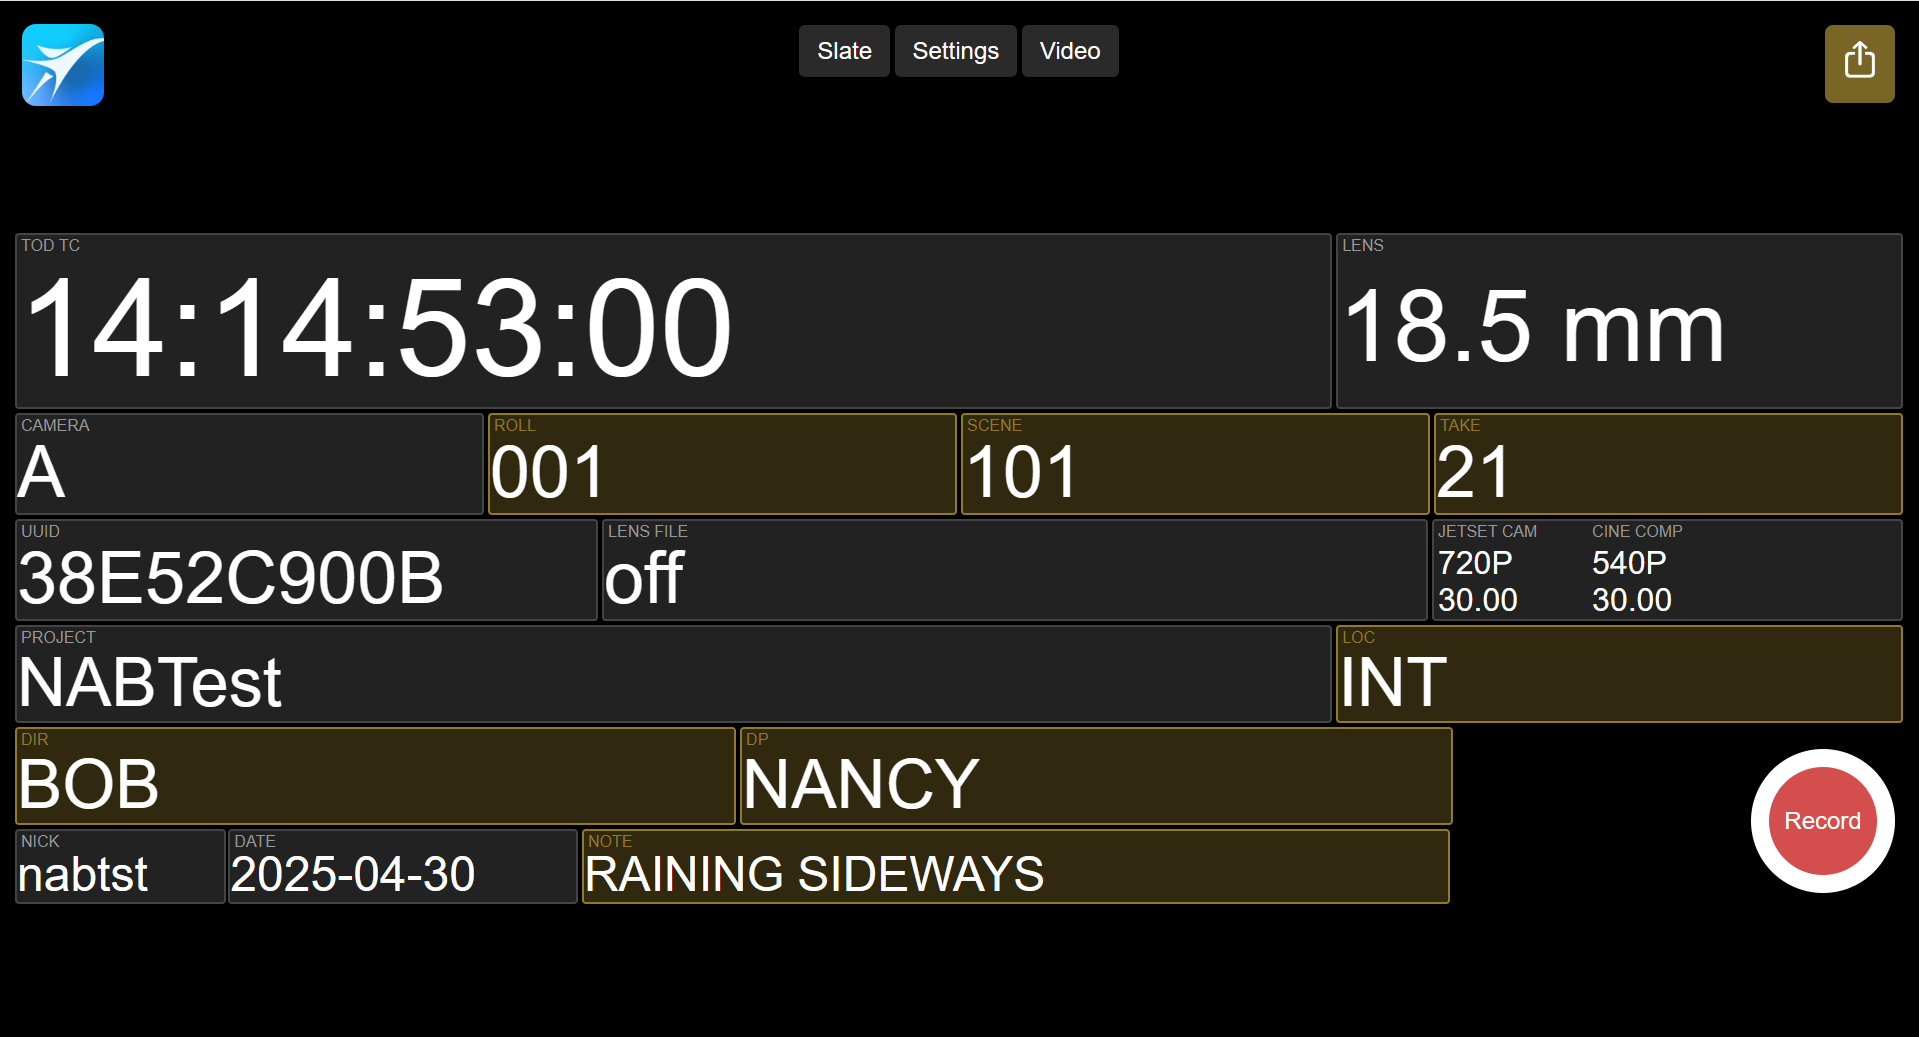 Slate Settings Video
TOD TC LENS
14:14:53:00 18.5 mm
CAMERA ROLL SCENE TAKE
A 001 101 21
UUID LENS FILE JETSET CAM CINE COMP
38E52C900B off 720P 540P
30.00 30.00
PROJECT LOC
NABTest INT
DIR DP
BOB NANCY
Record
NICK DATE NOTE
nabtst 2025-04-30 RAINING SIDEWAYS